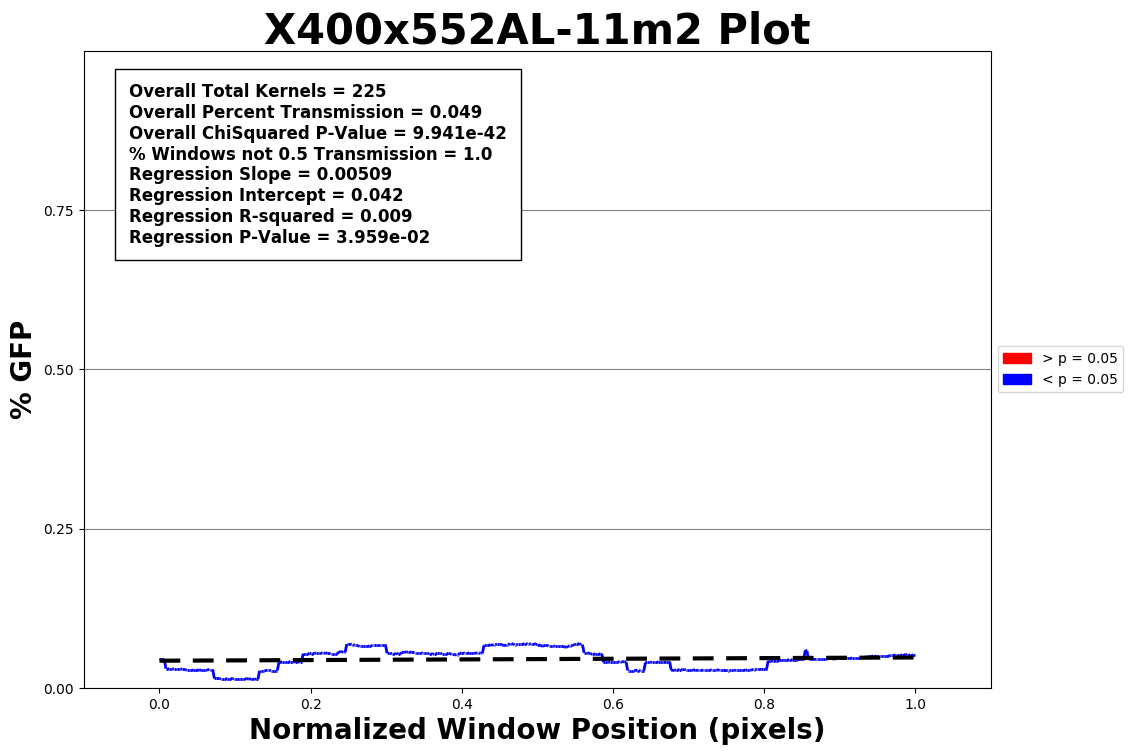 X400x552AL-11m2 Plot
Overall Total Kernels = 225
Overall Percent Transmission = 0.049
Overall ChiSquared P-Value = 9.941e-42
% Windows not 0.5 Transmission = 1.0
Regression Slope = 0.00509
Regression Intercept = 0.042
Regression R-squared = 0.009
Regression P-Value = 3.959e-02
% GFP
0.75
0.50
0.25
0.00
> p = 0.05
< p = 0.05
0.0 0.2 0.4 0.6 0.8 1.0
Normalized Window Position (pixels)